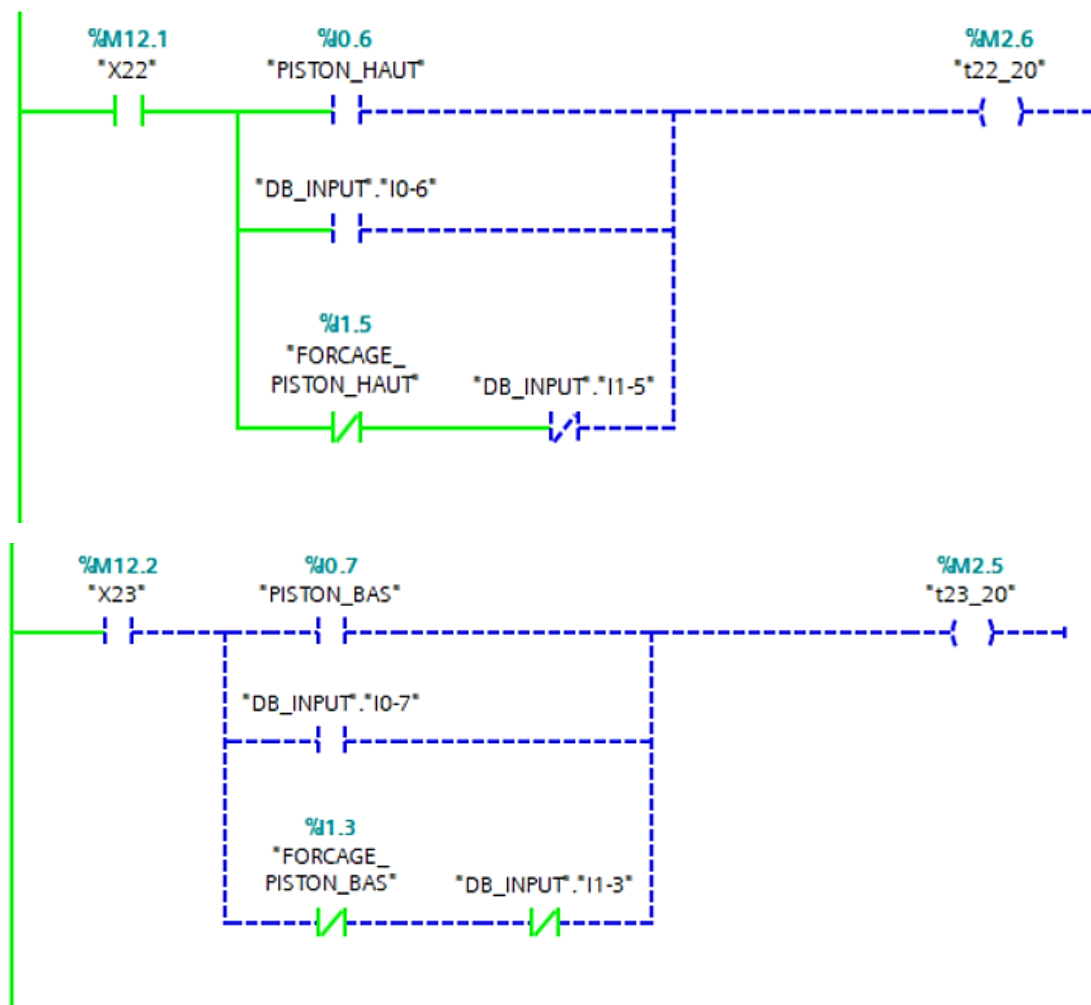 %M12.1
"X22"
%I0.6
"PISTON_HAUT"
%M2.6
"t22_20"
"DB_INPUT"."I0-6"
%I1.5
"FORCAGE_
PISTON_HAUT"
"DB_INPUT"."I1-5"
%M12.2
"X23"
%I0.7
"PISTON_BAS"
%M2.5
"t23_20"
"DB_INPUT"."I0-7"
%I1.3
"FORCAGE_
PISTON_BAS"
"DB_INPUT"."I1-3"